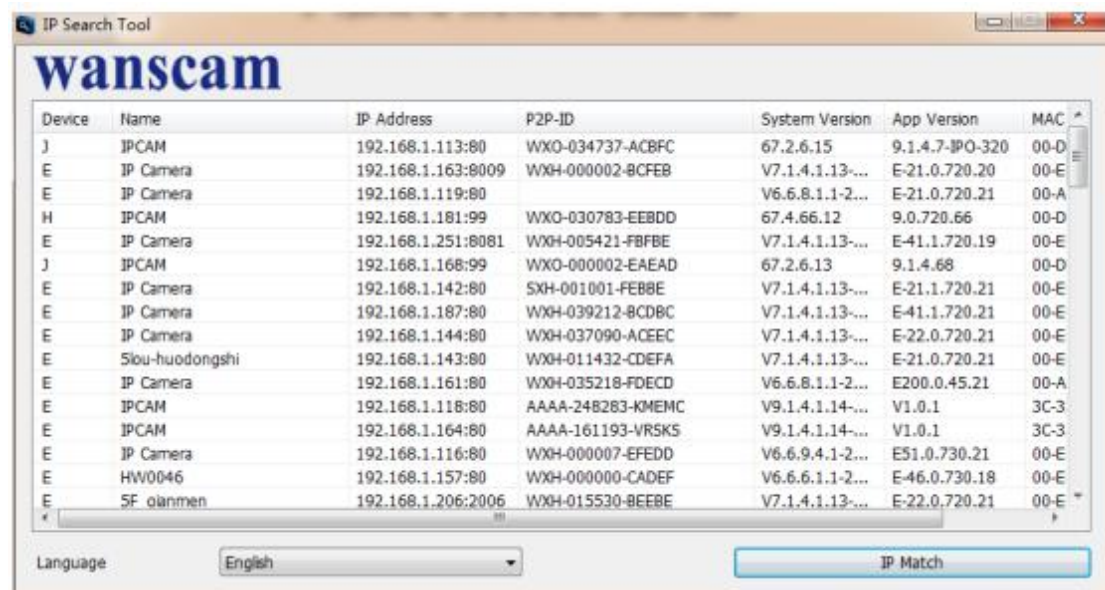 IP Search Tool
wanscam
Device Name IP Address P2P-ID System Version App Version MAC
J IPCAM 192.168.1.113:80 WXO-034737-ACBFC 67.2.6.15 9.1.4.7-IPO-320 00-D
E IP Camera 192.168.1.163:8009 WXH-000002-BCFEB V7.1.4.1.13-... E-21.0.720.20 00-E
E IP Camera 192.168.1.119:80 V6.6.8.1.1-2... E-21.0.720.21 00-A
H IPCAM 192.168.1.181:99 WXO-030783-EEBDD 67.4.66.12 9.0.720.66 00-D
E IP Camera 192.168.1.251:8081 WXH-005421-FBFBE V7.1.4.1.13-... E-41.1.720.19 00-E
J IPCAM 192.168.1.168:99 WXO-000002-EAEAD 67.2.6.13 9.1.4.68 00-D
E IP Camera 192.168.1.142:80 SXH-001001-FEBBE V7.1.4.1.13-... E-21.1.720.21 00-E
E IP Camera 192.168.1.187:80 WXH-039212-BCDBC V7.1.4.1.13-... E-41.1.720.21 00-E
E IP Camera 192.168.1.144:80 WXH-037090-ACEEC V7.1.4.1.13-... E-22.0.720.21 00-E
E 5lou-huodongshi 192.168.1.143:80 WXH-011432-CDEFA V7.1.4.1.13-... E-21.0.720.21 00-E
E IP Camera 192.168.1.161:80 WXH-035218-FDECD V6.6.8.1.1-2... E200.0.45.21 00-A
E IPCAM 192.168.1.118:80 AAAA-248283-KMEMC V9.1.4.1.14-... V1.0.1 3C-3
E IPCAM 192.168.1.164:80 AAAA-161193-VRSKS V9.1.4.1.14-... V1.0.1 3C-3
E IP Camera 192.168.1.116:80 WXH-000007-EFEDD V6.6.9.4.1-2... E51.0.730.21 00-E
E HW0046 192.168.1.157:80 WXH-000000-CADEF V6.6.6.1.1-2... E-46.0.730.18 00-E
E 5F_qianmen 192.168.1.206:2006 WXH-015530-BEEBE V7.1.4.1.13-... E-22.0.720.21 00-E
Language English IP Match